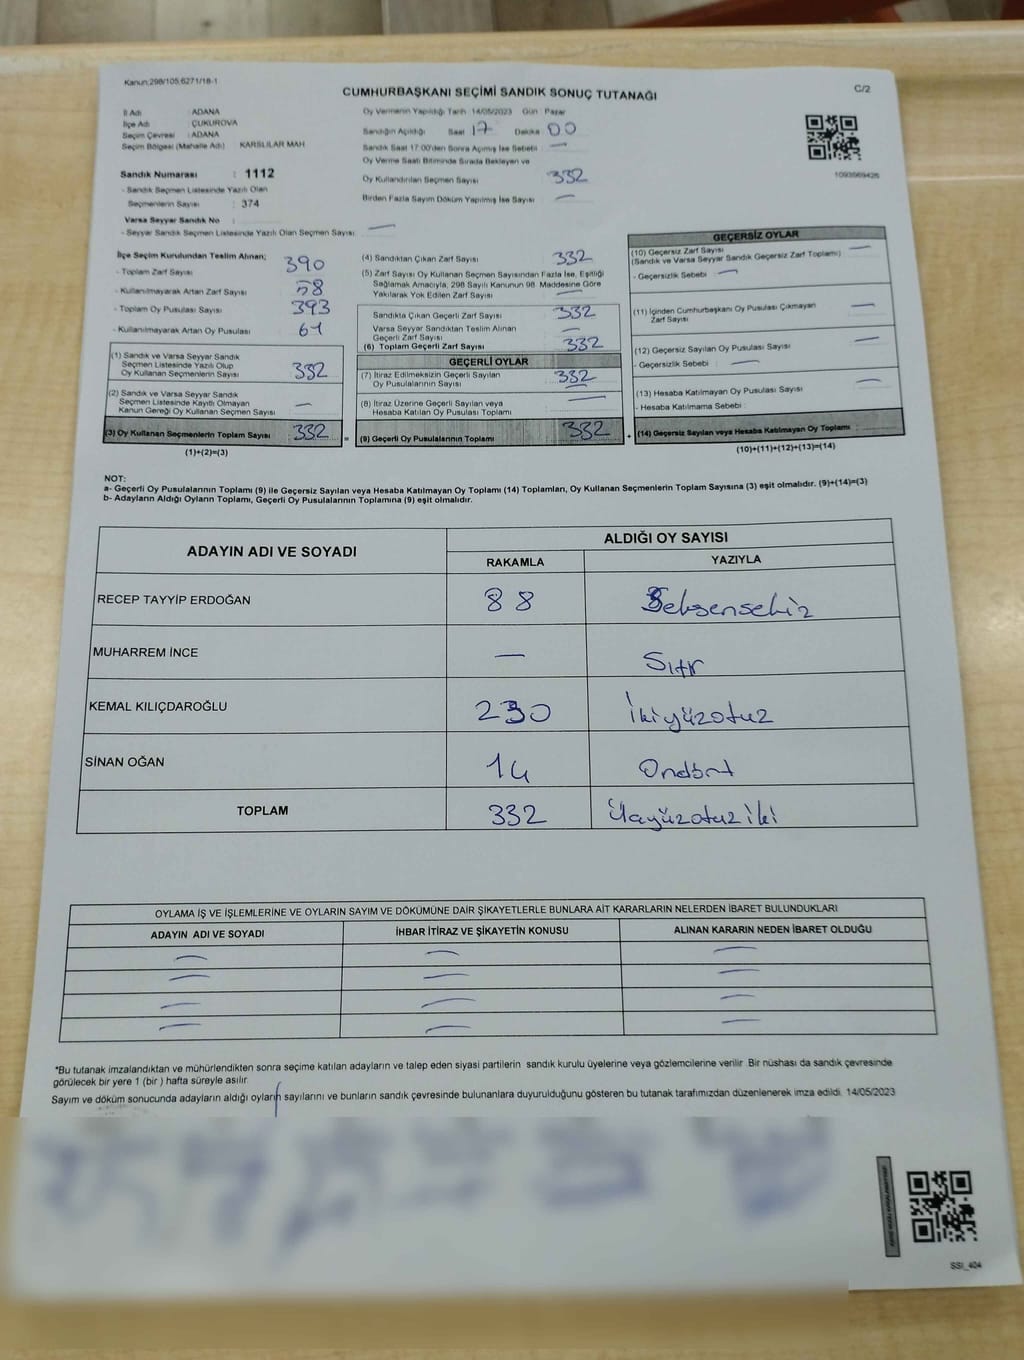 Kanun:298/105;6271/18-1
CUMHURBAŞKANI SEÇİMİ SANDIK SONUÇ TUTANAĞI
C/2
İl Adı : ADANA
İlçe Adı : ÇUKUROVA
Seçim Çevresi : ADANA
Seçim Bölgesi (Mahalle Adı) KARSLILAR MAH
Sandık Numarası : 1112
- Sandık Seçmen Listesinde Yazılı Olan
Seçmenlerin Sayısı : 374
Varsa Seyyar Sandık No :
- Seyyar Sandık Seçmen Listesinde Yazılı Olan Seçmen Sayısı : —
Oy Vermenin Yapıldığı Tarih 14/05/2023 Gün : Pazar
Sandığın Açıldığı Saat 17 Dakika 00
Sandık Saat 17:00'den Sonra Açılmış İse Sebebi —
Oy Verme Saati Bitiminde Sırada Bekleyen ve
Oy Kullandırılan Seçmen Sayısı 332
Birden Fazla Sayım Döküm Yapılmış İse Sayısı —
1093569426
İlçe Seçim Kurulundan Teslim Alınan;
- Toplam Zarf Sayısı 390
- Kullanılmayarak Artan Zarf Sayısı 58
- Toplam Oy Pusulası Sayısı 393
- Kullanılmayarak Artan Oy Pusulası 61
(1) Sandık ve Varsa Seyyar Sandık
Seçmen Listesinde Yazılı Olup
Oy Kullanan Seçmenlerin Sayısı 332
(2) Sandık ve Varsa Seyyar Sandık
Seçmen Listesinde Kayıtlı Olmayan
Kanun Gereği Oy Kullanan Seçmen Sayısı —
(3) Oy Kullanan Seçmenlerin Toplam Sayısı 332
(1)+(2)=(3)
(4) Sandıktan Çıkan Zarf Sayısı 332
(5) Zarf Sayısı Oy Kullanan Seçmen Sayısından Fazla İse, Eşitliği
Sağlamak Amacıyla, 298 Sayılı Kanunun 98. Maddesine Göre
Yakılarak Yok Edilen Zarf Sayısı —
Sandıkta Çıkan Geçerli Zarf Sayısı 332
Varsa Seyyar Sandıktan Teslim Alınan
Geçerli Zarf Sayısı —
(6) Toplam Geçerli Zarf Sayısı 332
GEÇERLİ OYLAR
(7) İtiraz Edilmeksizin Geçerli Sayılan
Oy Pusulalarının Sayısı 332
(8) İtiraz Üzerine Geçerli Sayılan veya
Hesaba Katılan Oy Pusulası Toplamı —
= (9) Geçerli Oy Pusulalarının Toplamı 332
GEÇERSİZ OYLAR
(10) Geçersiz Zarf Sayısı —
(Sandık ve Varsa Seyyar Sandık Geçersiz Zarf Toplamı)
- Geçersizlik Sebebi : —
(11) İçinden Cumhurbaşkanı Oy Pusulası Çıkmayan
Zarf Sayısı —
(12) Geçersiz Sayılan Oy Pusulası Sayısı —
- Geçersizlik Sebebi : —
(13) Hesaba Katılmayan Oy Pusulası Sayısı —
- Hesaba Katılmama Sebebi :
+ (14) Geçersiz Sayılan veya Hesaba Katılmayan Oy Toplamı :
(10)+(11)+(12)+(13)=(14)
NOT:
a- Geçerli Oy Pusulalarının Toplamı (9) ile Geçersiz Sayılan veya Hesaba Katılmayan Oy Toplamı (14) Toplamları, Oy Kullanan Seçmenlerin Toplam Sayısına (3) eşit olmalıdır. (9)+(14)=(3)
b- Adayların Aldığı Oyların Toplamı, Geçerli Oy Pusulalarının Toplamına (9) eşit olmalıdır.
ADAYIN ADI VE SOYADI
ALDIĞI OY SAYISI
RAKAMLA YAZIYLA
RECEP TAYYİP ERDOĞAN 88 Seksensekiz
MUHARREM İNCE — Sıfır
KEMAL KILIÇDAROĞLU 230 İkiyüzotuz
SİNAN OĞAN 14 Ondört
TOPLAM 332 Üçyüzotuziki
OYLAMA İŞ VE İŞLEMLERİNE VE OYLARIN SAYIM VE DÖKÜMÜNE DAİR ŞİKAYETLERLE BUNLARA AİT KARARLARIN NELERDEN İBARET BULUNDUKLARI
ADAYIN ADI VE SOYADI İHBAR İTİRAZ VE ŞİKAYETİN KONUSU ALINAN KARARIN NEDEN İBARET OLDUĞU
— — —
— — —
— — —
— — —
*Bu tutanak imzalandıktan ve mühürlendikten sonra seçime katılan adayların ve talep eden siyasi partilerin sandık kurulu üyelerine veya gözlemcilerine verilir. Bir nüshası da sandık çevresinde
görülecek bir yere 1 (bir ) hafta süreyle asılır.
Sayım ve döküm sonucunda adayların aldığı oyların sayılarını ve bunların sandık çevresinde bulunanlara duyurulduğunu gösteren bu tutanak tarafımızdan düzenlenerek imza edildi. 14/05/2023
SSI_404